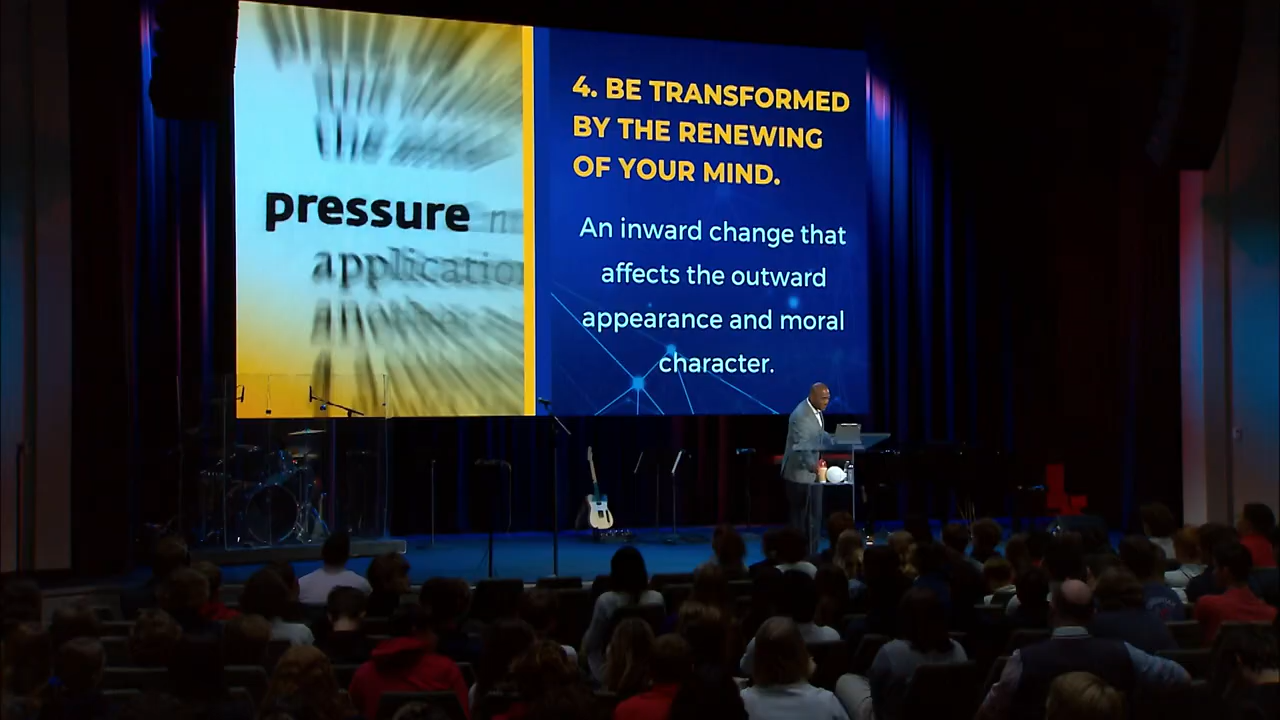 pressure n
applicatio
4. BE TRANSFORMED
BY THE RENEWING
OF YOUR MIND.
An inward change that
affects the outward
appearance and moral
character.